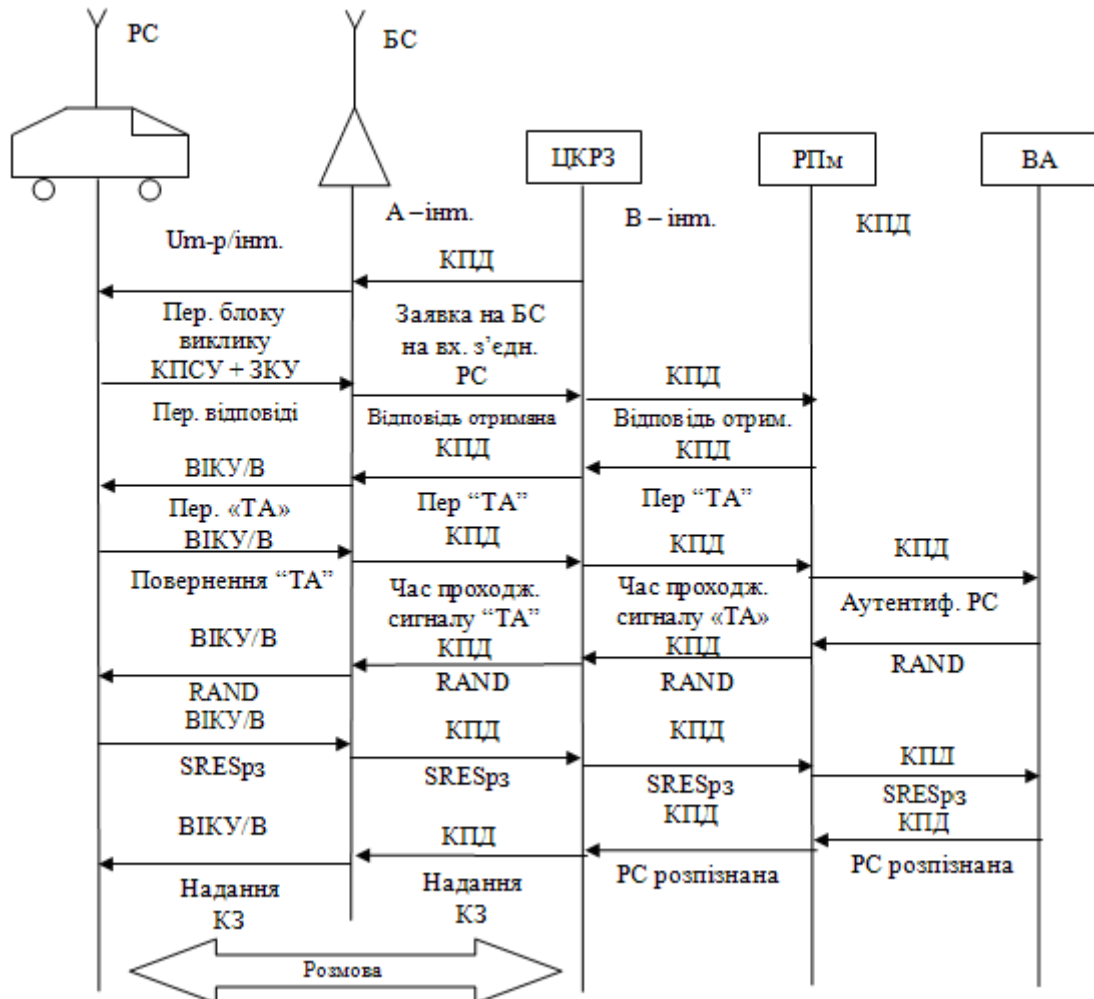 РС
БС
ЦКРЗ
РПм
ВА
А –інт.
В – інт.
КПД
Um-р/інт.
КПД
Пер. блоку
виклику
КПСУ + ЗКУ
Заявка на БС
на вх. з’єдн.
РС
КПД
Пер. відповіді
Відповідь отримана
КПД
Відповідь отрим.
КПД
ВІКУ/В
Пер. «ТА»
ВІКУ/В
Пер “ТА”
КПД
Пер “ТА”
КПД
КПД
Повернення “ТА”
Час проходж.
сигналу “ТА”
КПД
Час проходж.
сигналу «ТА»
КПД
Аутентиф. РС
ВІКУ/В
RAND
RAND
RAND
RAND
ВІКУ/В
КПД
КПД
КПД
SRESрз
SRESрз
SRESрз
КПД
SRESрз
КПД
ВІКУ/В
КПД
РС розпізнана
РС розпізнана
Надання
КЗ
Надання
КЗ
Розмова